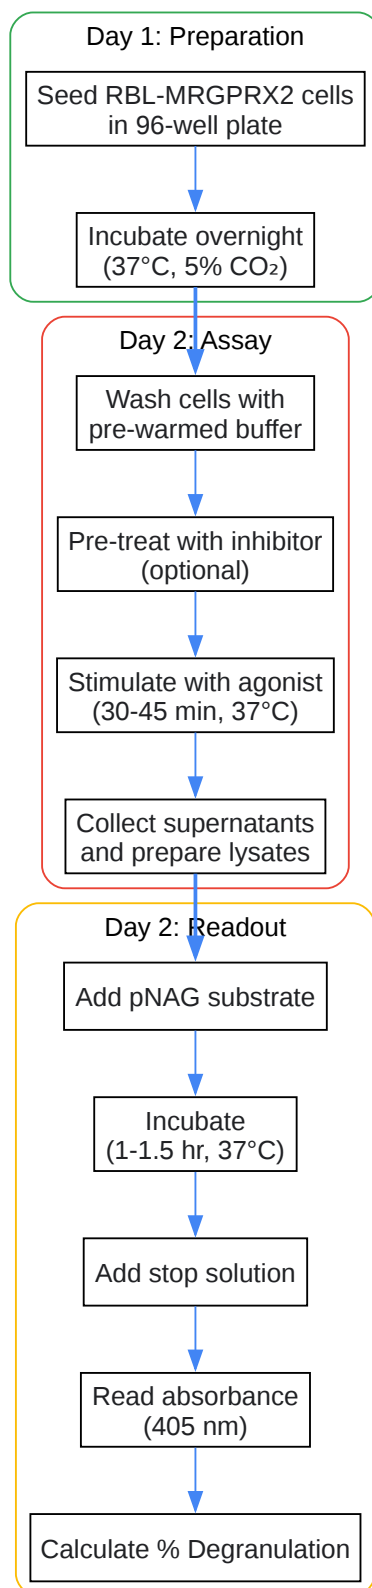 Day 1: Preparation
Seed RBL-MRGPRX2 cells
in 96-well plate
Incubate overnight
(37°C, 5% CO₂)
Day 2: Assay
Wash cells with
pre-warmed buffer
Pre-treat with inhibitor
(optional)
Stimulate with agonist
(30-45 min, 37°C)
Collect supernatants
and prepare lysates
Day 2: Readout
Add pNAG substrate
Incubate
(1-1.5 hr, 37°C)
Add stop solution
Read absorbance
(405 nm)
Calculate % Degranulation